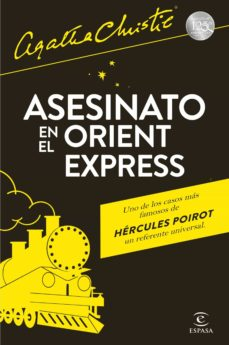 Agatha Christie
125
ASESINATO
EN EL ORIENT
EXPRESS
Uno de los casos más
famosos de
HÉRCULES POIROT
un referente universal.
e
ESPASA